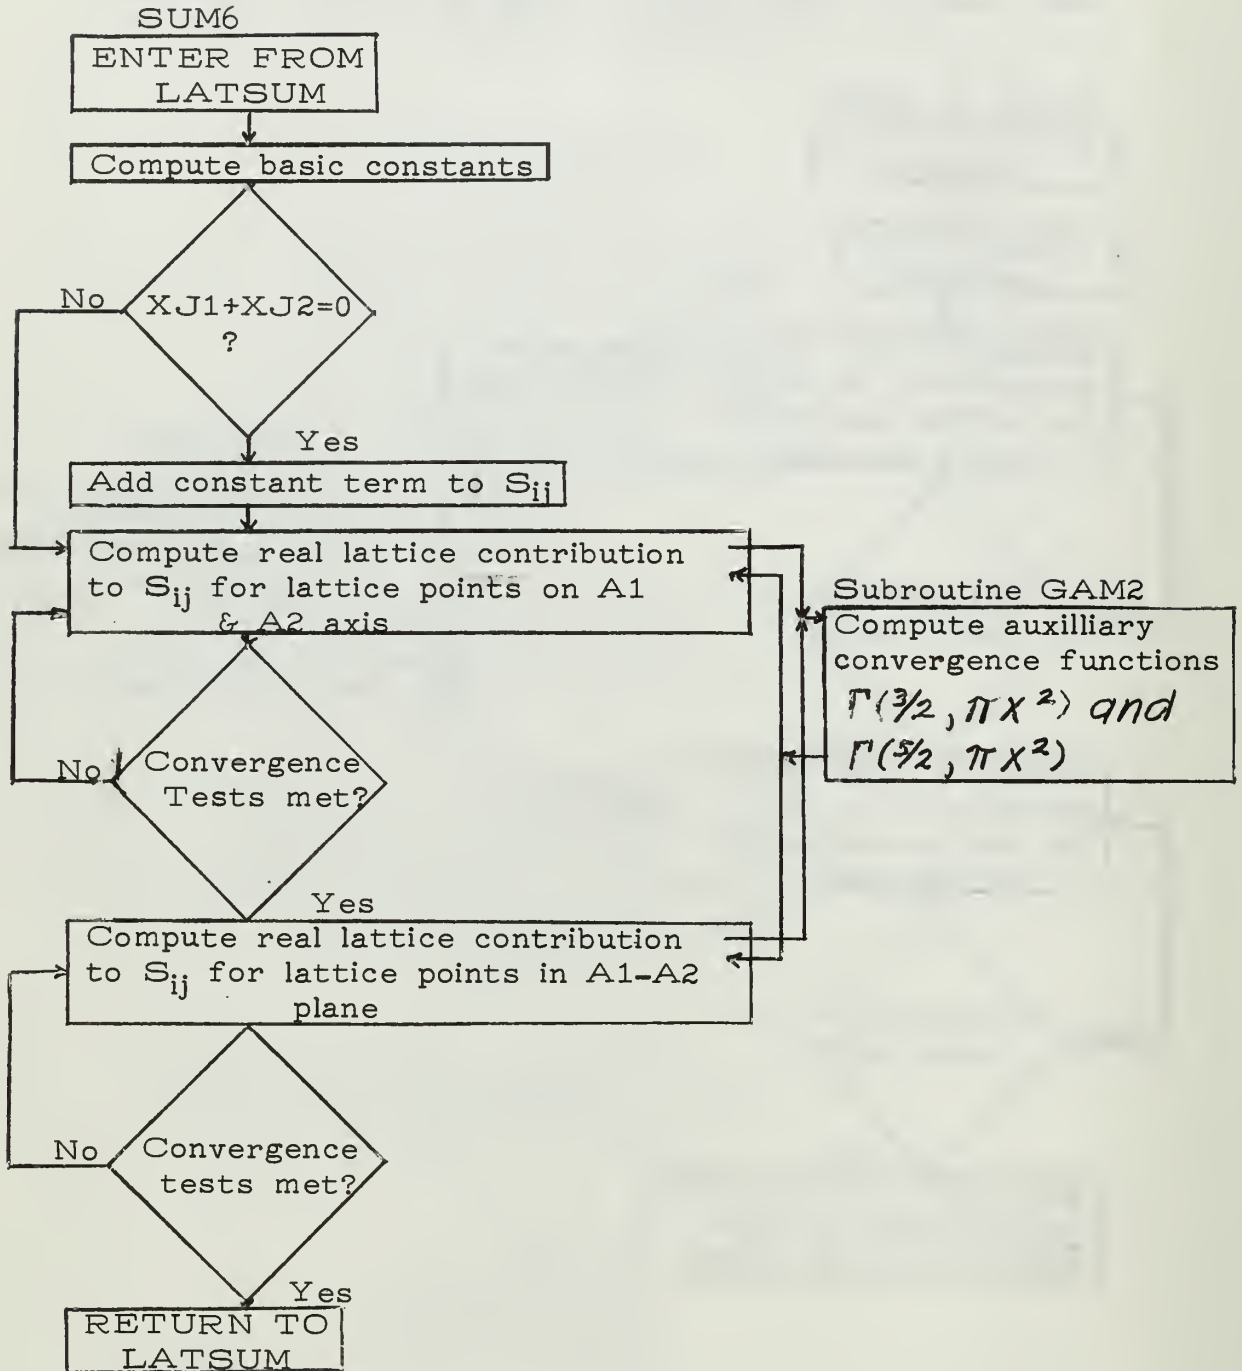 SUM6
ENTER FROM
LATSUM
Compute basic constants
No
XJ1+XJ2=0
?
Yes
Add constant term to Sij
Compute real lattice contribution
to Sij for lattice points on A1
& A2 axis
Subroutine GAM2
Compute auxilliary
convergence functions
Γ(3/2, πX²) and
Γ(5/2, πX²)
No
Convergence
Tests met?
Yes
Compute real lattice contribution
to Sij for lattice points in A1-A2
plane
No
Convergence
tests met?
Yes
RETURN TO
LATSUM